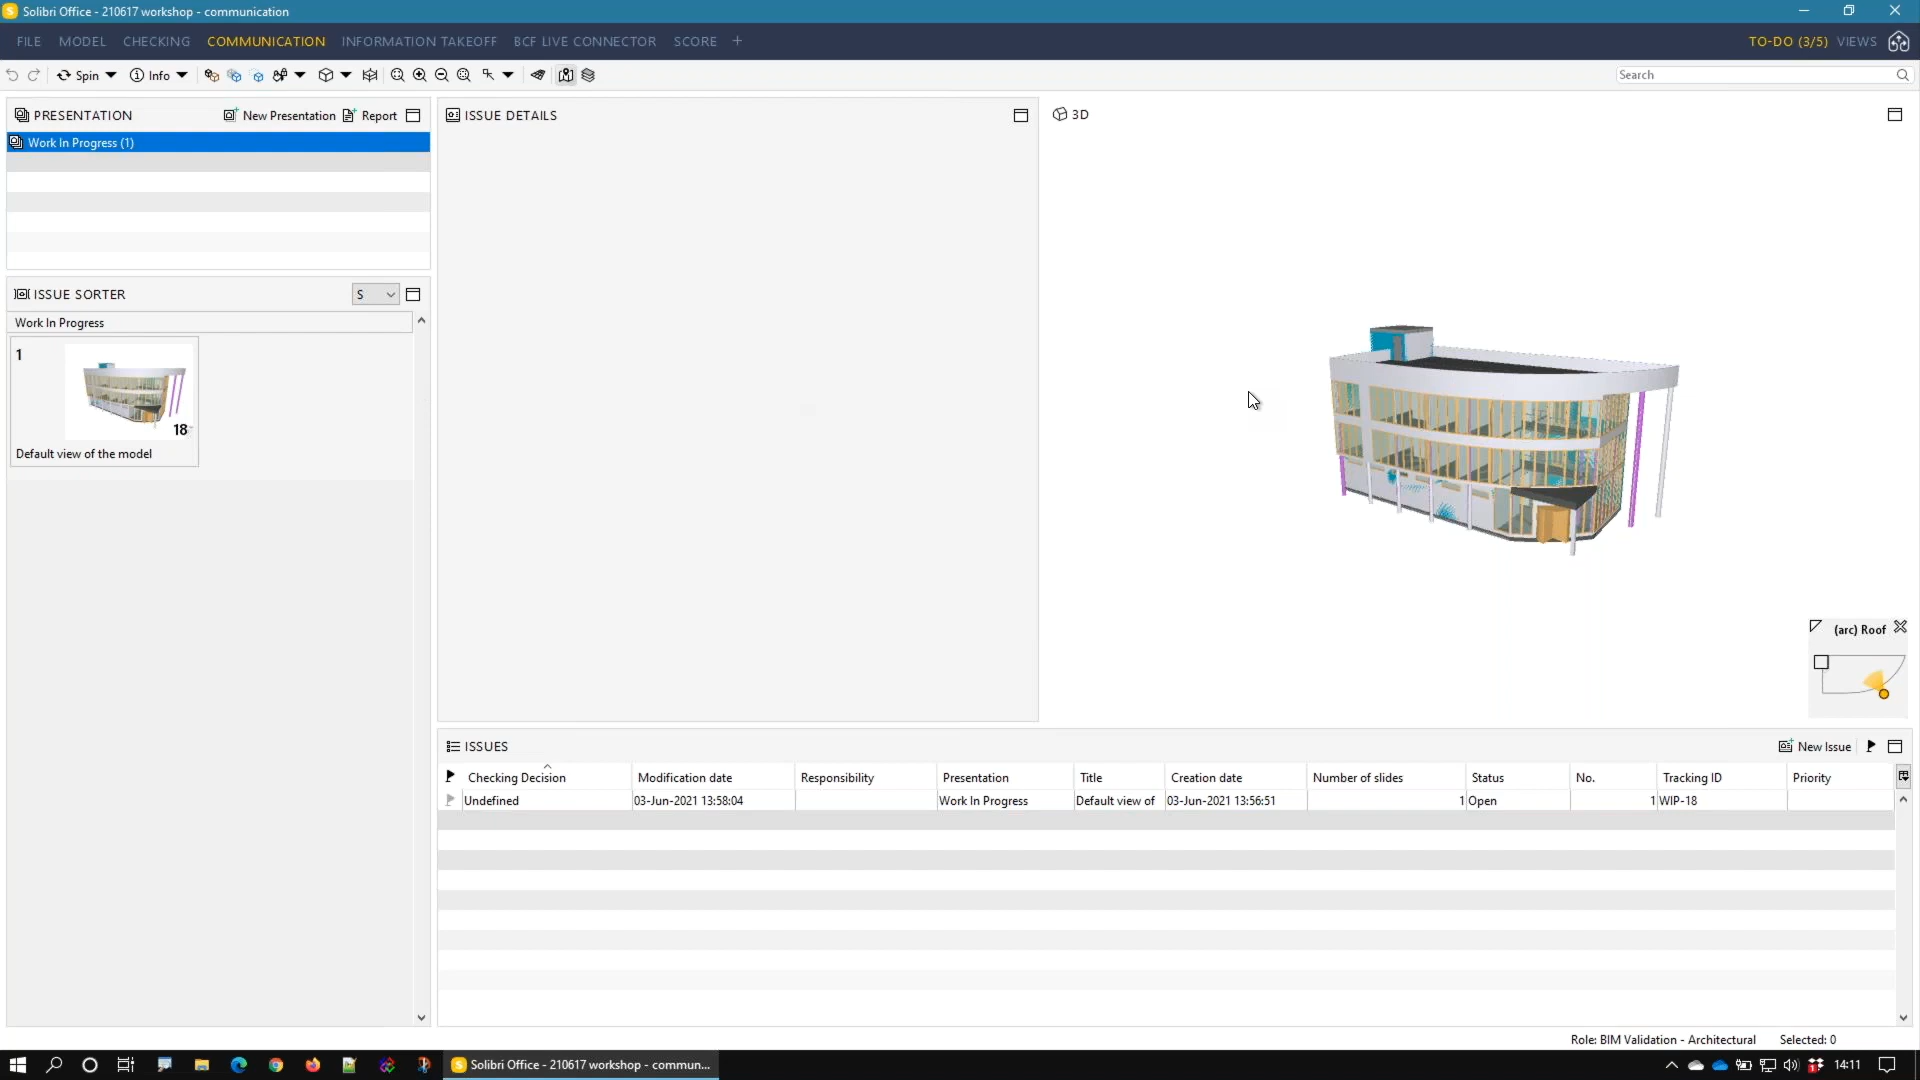 Solibri Office - 210617 workshop - communication
FILE MODEL CHECKING COMMUNICATION INFORMATION TAKEOFF BCF LIVE CONNECTOR SCORE + TO-DO (3/5) VIEWS
Spin Info Search
PRESENTATION New Presentation Report
Work In Progress (1)
ISSUE SORTER S
Work In Progress
1
18
Default view of the model
ISSUE DETAILS
3D
(arc) Roof
ISSUES New Issue
Checking Decision Modification date Responsibility Presentation Title Creation date Number of slides Status No. Tracking ID Priority
Undefined 03-Jun-2021 13:58:04 Work In Progress Default view of 03-Jun-2021 13:56:51 1 Open 1 WIP-18
Role: BIM Validation - Architectural Selected: 0
Solibri Office - 210617 workshop - commun... 14:11